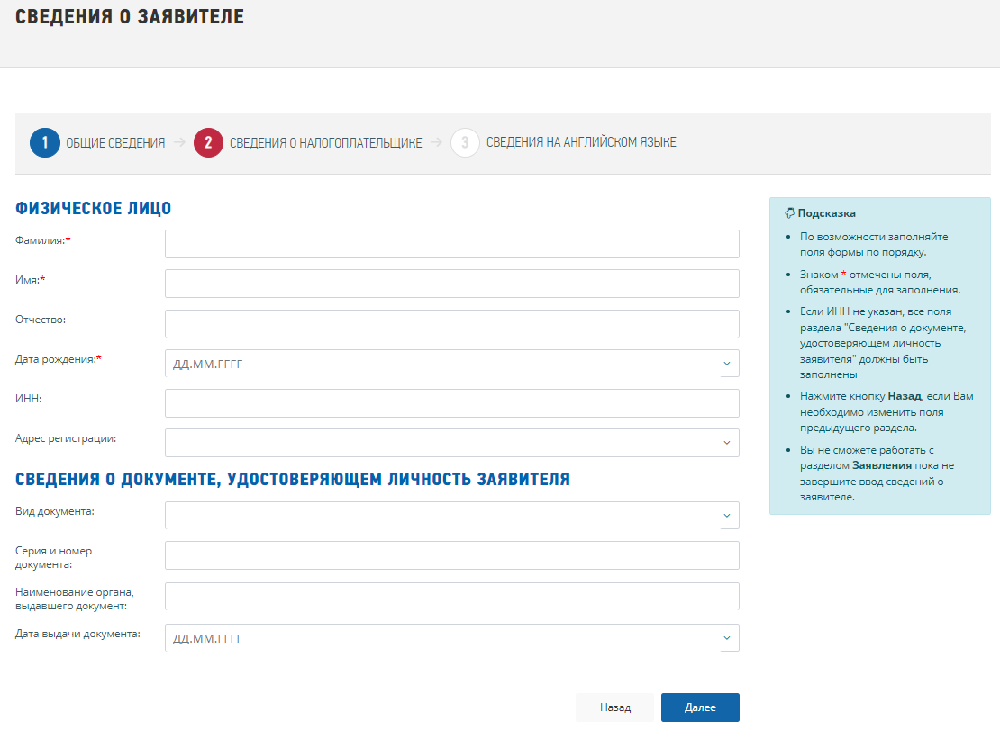 СВЕДЕНИЯ О ЗАЯВИТЕЛЕ
1 ОБЩИЕ СВЕДЕНИЯ 2 СВЕДЕНИЯ О НАЛОГОПЛАТЕЛЬЩИКЕ 3 СВЕДЕНИЯ НА АНГЛИЙСКОМ ЯЗЫКЕ
ФИЗИЧЕСКОЕ ЛИЦО
Фамилия:*
Имя:*
Отчество:
Дата рождения:* ДД.ММ.ГГГГ
ИНН:
Адрес регистрации:
СВЕДЕНИЯ О ДОКУМЕНТЕ, УДОСТОВЕРЯЮЩЕМ ЛИЧНОСТЬ ЗАЯВИТЕЛЯ
Вид документа:
Серия и номер
документа:
Наименование органа,
выдавшего документ:
Дата выдачи документа: ДД.ММ.ГГГГ
Назад Далее
Подсказка
• По возможности заполняйте
поля формы по порядку.
• Знаком * отмечены поля,
обязательные для заполнения.
• Если ИНН не указан, все поля
раздела "Сведения о документе,
удостоверяющем личность
заявителя" должны быть
заполнены
• Нажмите кнопку Назад, если Вам
необходимо изменить поля
предыдущего раздела.
• Вы не сможете работать с
разделом Заявления пока не
завершите ввод сведений о
заявителе.